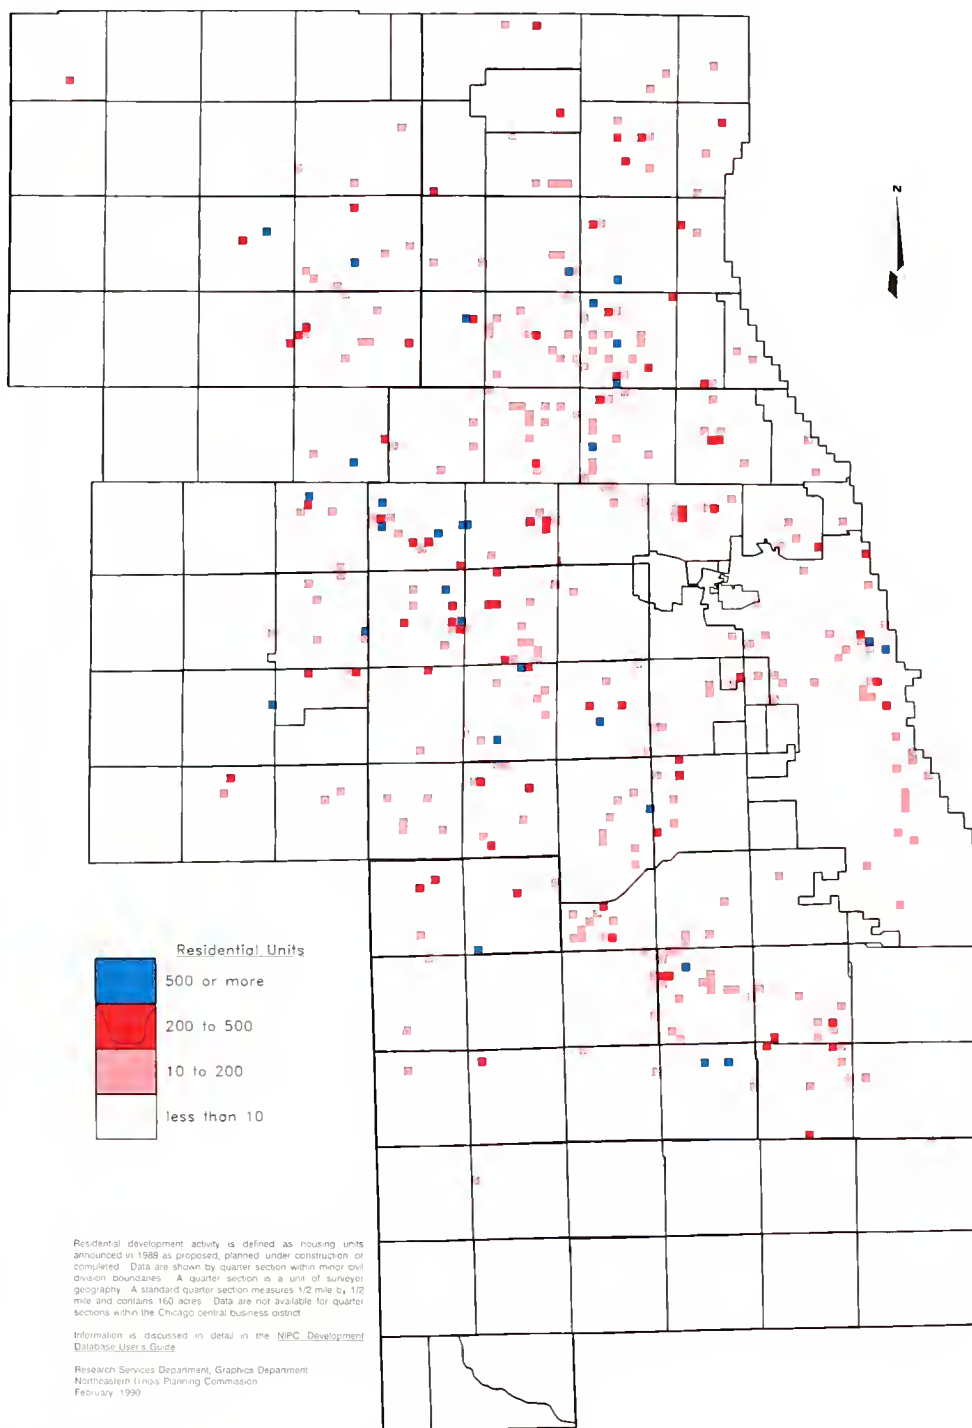 N
Residential Units
500 or more
200 to 500
10 to 200
less than 10
Residential development activity is defined as housing units
announced in 1989 as proposed, planned under construction or
completed Data are shown by quarter section within minor civil
division boundaries. A quarter section is a unit of surveyor
geography. A standard quarter section measures 1/2 mile by 1/2
mile and contains 160 acres Data are not available for quarter
sections within the Chicago central business district
Information is discussed in detail in the NIPC Development
Database User's Guide
Research Services Department, Graphics Department
Northeastern Illinois Planning Commission
February 1990